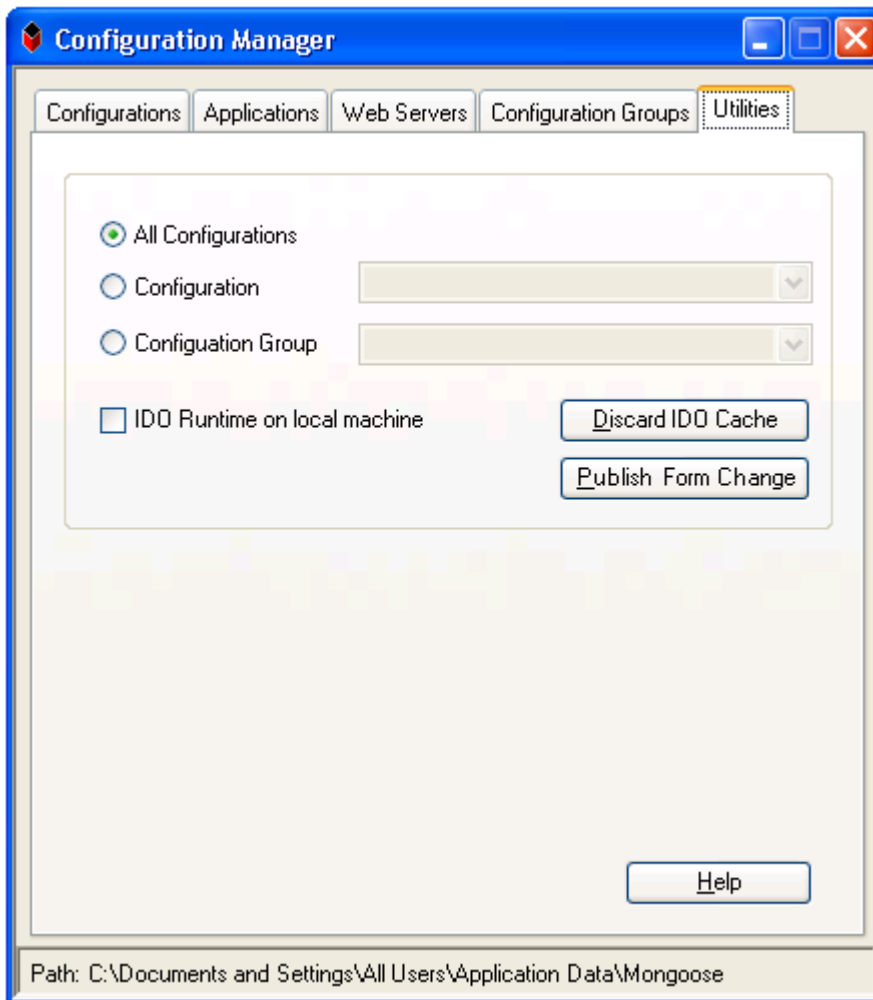 Configuration Manager
Configurations Applications Web Servers Configuration Groups Utilities
All Configurations
Configuration
Configuation Group
IDO Runtime on local machine Discard IDO Cache
Publish Form Change
Help
Path: C:\Documents and Settings\All Users\Application Data\Mongoose